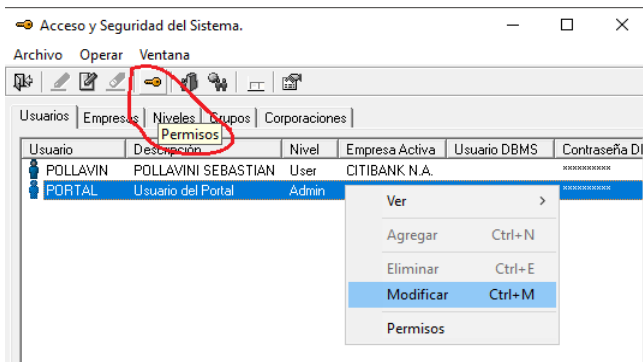 Acceso y Seguridad del Sistema.
Archivo Operar Ventana
Usuarios Empresas Niveles Grupos Corporaciones
Permisos
Usuario Descripción Nivel Empresa Activa Usuario DBMS Contraseña D
POLLAVIN POLLAVINI SEBASTIAN User CITIBANK N.A. xxxxxxxxxx
PORTAL Usuario del Portal Admin xxxxxxxxxx
Ver
Agregar Ctrl+N
Eliminar Ctrl+E
Modificar Ctrl+M
Permisos